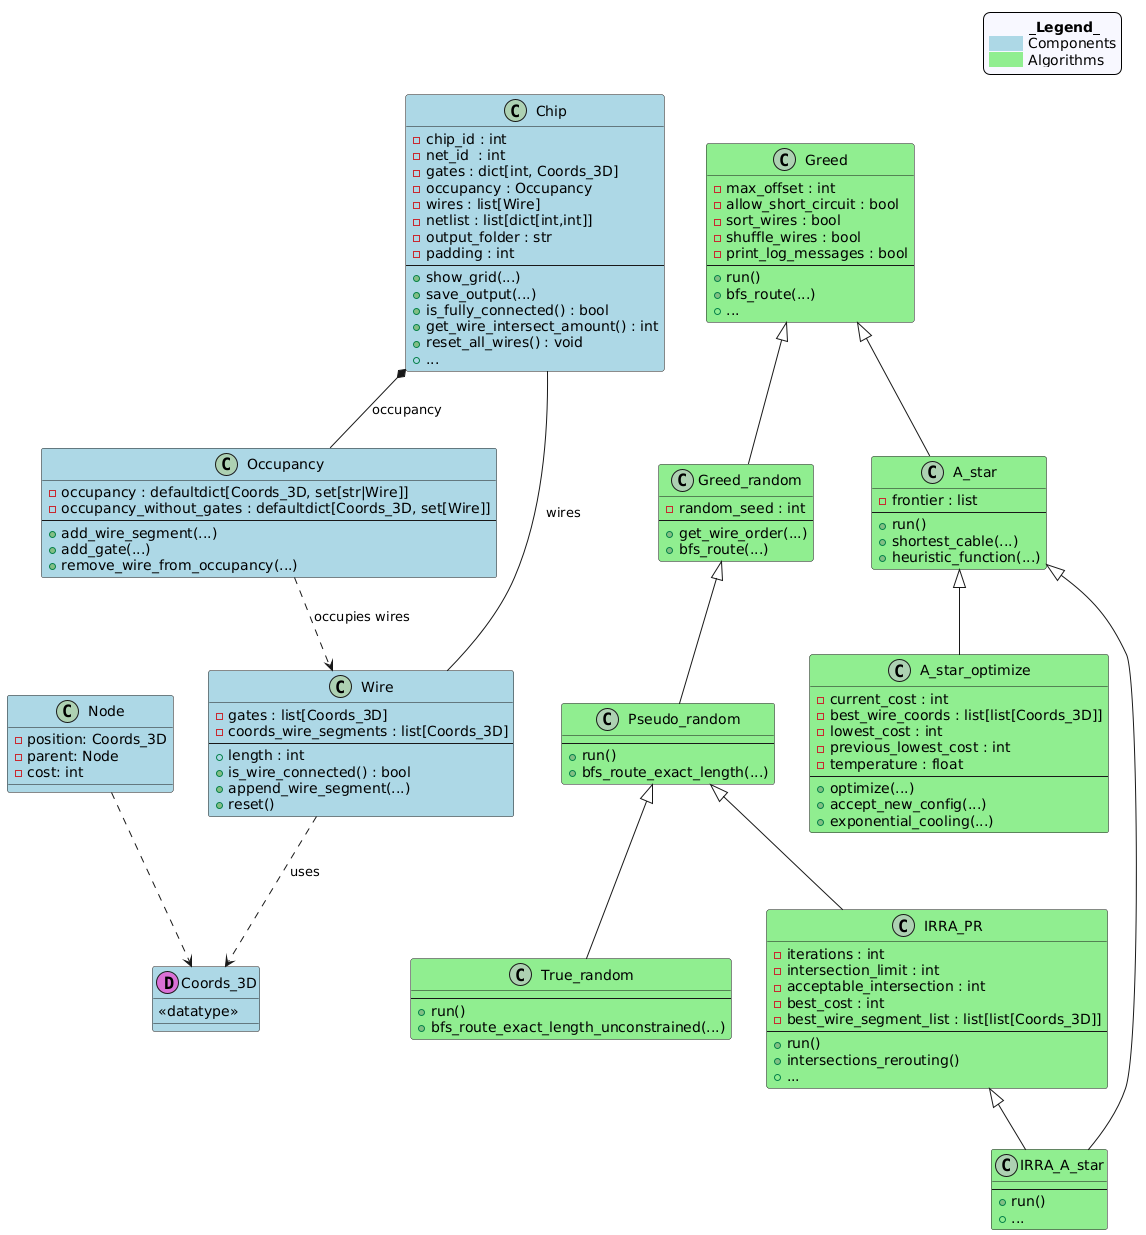 _Legend_
Components
Algorithms
C Chip
chip_id : int
net_id  : int
gates : dict[int, Coords_3D]
occupancy : Occupancy
wires : list[Wire]
netlist : list[dict[int,int]]
output_folder : str
padding : int
show_grid(...)
save_output(...)
is_fully_connected() : bool
get_wire_intersect_amount() : int
reset_all_wires() : void
...
C Greed
max_offset : int
allow_short_circuit : bool
sort_wires : bool
shuffle_wires : bool
print_log_messages : bool
run()
bfs_route(...)
...
occupancy
C Occupancy
occupancy : defaultdict[Coords_3D, set[str|Wire]]
occupancy_without_gates : defaultdict[Coords_3D, set[Wire]]
add_wire_segment(...)
add_gate(...)
remove_wire_from_occupancy(...)
wires
C Greed_random
random_seed : int
get_wire_order(...)
bfs_route(...)
C A_star
frontier : list
run()
shortest_cable(...)
heuristic_function(...)
occupies wires
C Node
position: Coords_3D
parent: Node
cost: int
C Wire
gates : list[Coords_3D]
coords_wire_segments : list[Coords_3D]
length : int
is_wire_connected() : bool
append_wire_segment(...)
reset()
C Pseudo_random
run()
bfs_route_exact_length(...)
C A_star_optimize
current_cost : int
best_wire_coords : list[list[Coords_3D]]
lowest_cost : int
previous_lowest_cost : int
temperature : float
optimize(...)
accept_new_config(...)
exponential_cooling(...)
uses
D Coords_3D
«datatype»
C True_random
run()
bfs_route_exact_length_unconstrained(...)
C IRRA_PR
iterations : int
intersection_limit : int
acceptable_intersection : int
best_cost : int
best_wire_segment_list : list[list[Coords_3D]]
run()
intersections_rerouting()
...
C IRRA_A_star
run()
...